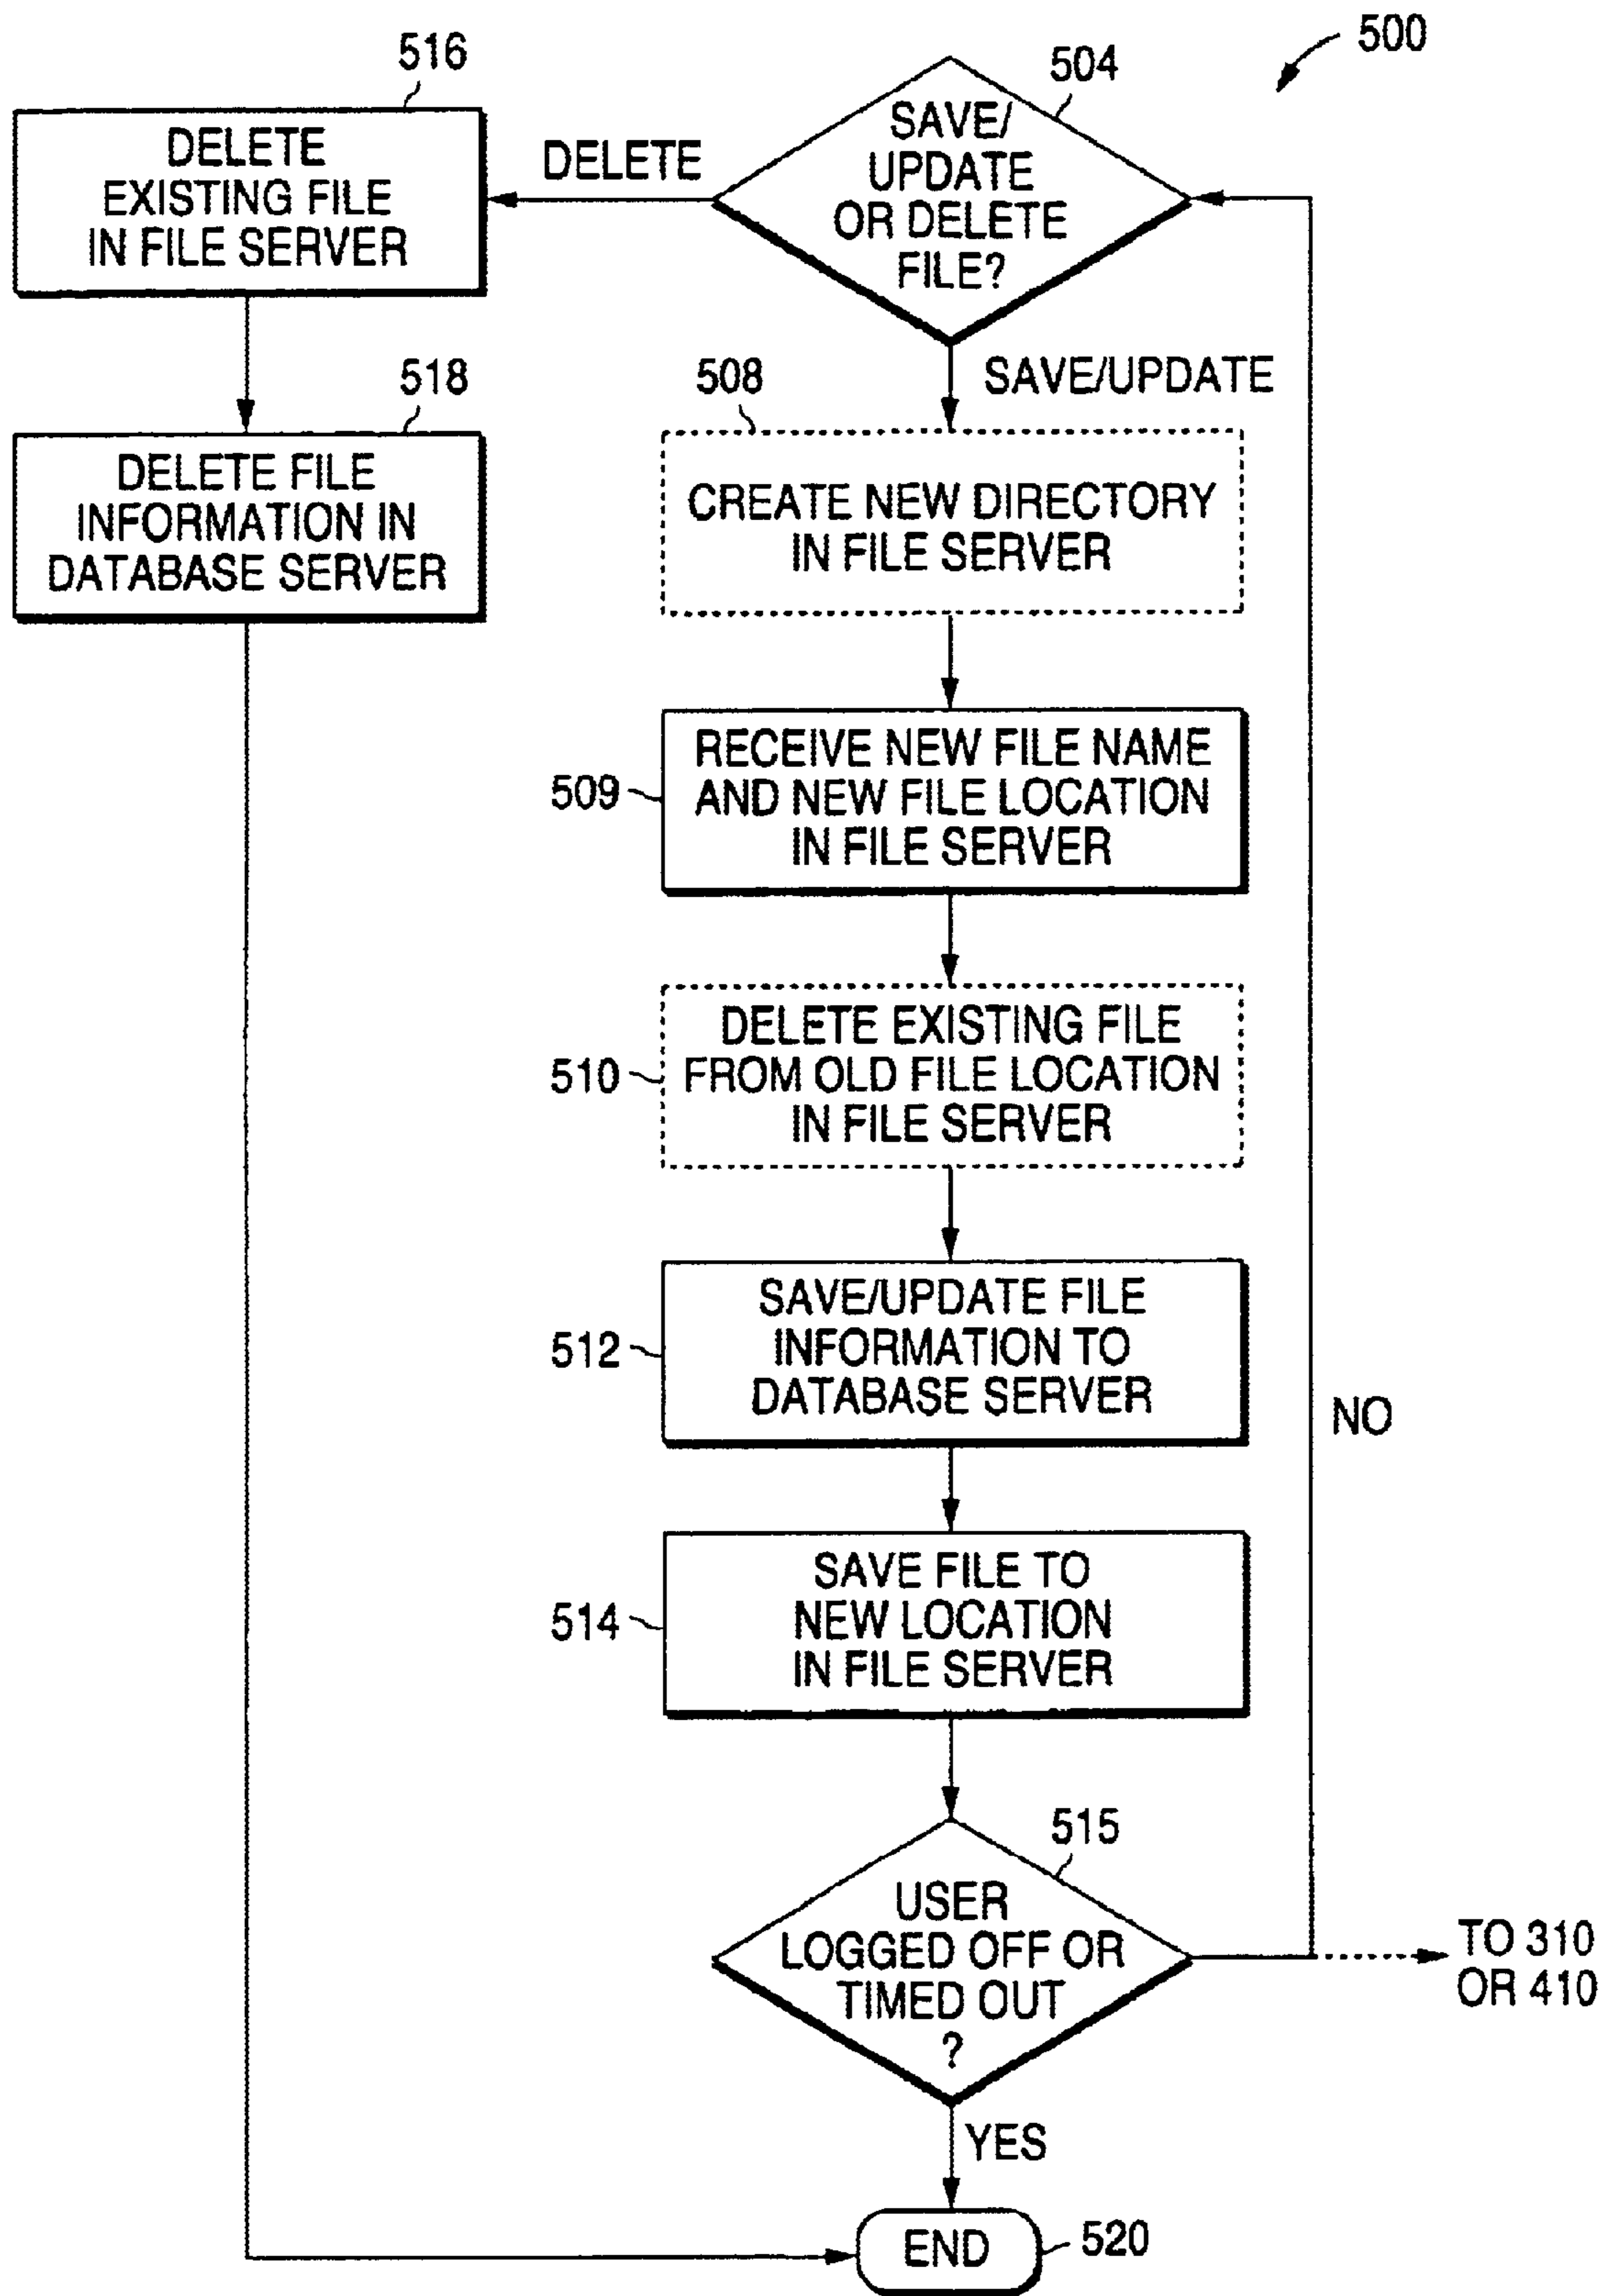 500
504
SAVE/
UPDATE
OR DELETE
FILE?
DELETE
516
DELETE
EXISTING FILE
IN FILE SERVER
518
DELETE FILE
INFORMATION IN
DATABASE SERVER
SAVE/UPDATE
508
CREATE NEW DIRECTORY
IN FILE SERVER
509
RECEIVE NEW FILE NAME
AND NEW FILE LOCATION
IN FILE SERVER
510
DELETE EXISTING FILE
FROM OLD FILE LOCATION
IN FILE SERVER
512
SAVE/UPDATE FILE
INFORMATION TO
DATABASE SERVER
NO
514
SAVE FILE TO
NEW LOCATION
IN FILE SERVER
515
USER
LOGGED OFF OR
TIMED OUT
?
TO 310
OR 410
YES
END
520